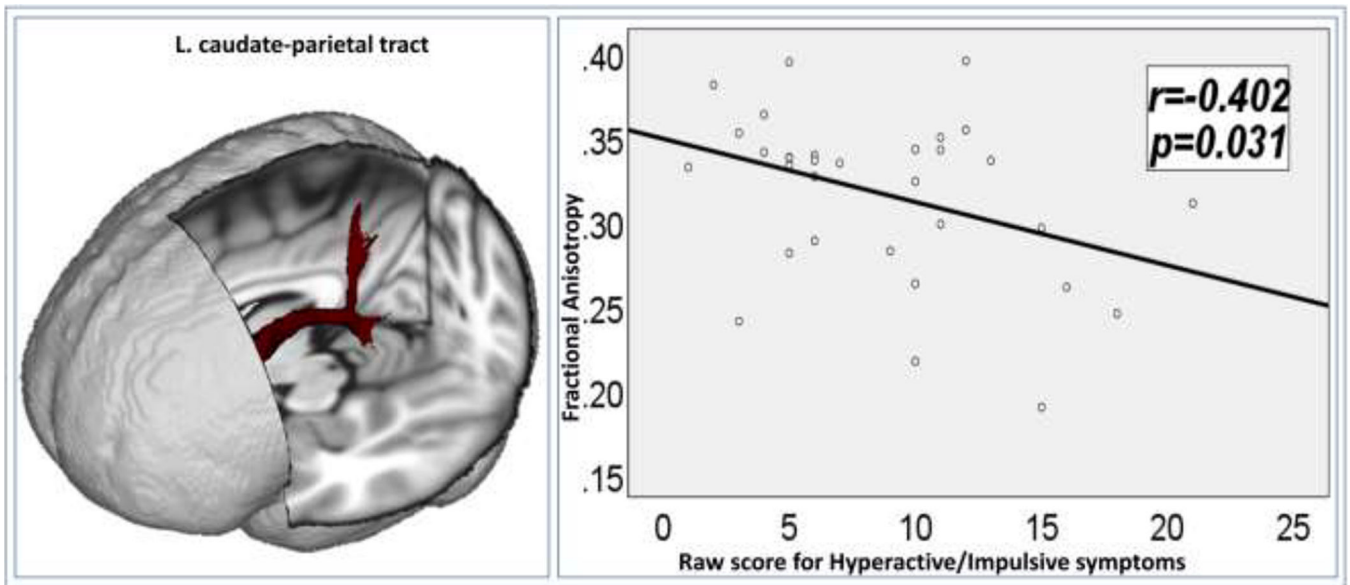 L. caudate-parietal tract
.40
.35
.30
.25
.20
.15
Fractional Anisotropy
r=-0.402
p=0.031
0 5 10 15 20 25
Raw score for Hyperactive/Impulsive symptoms